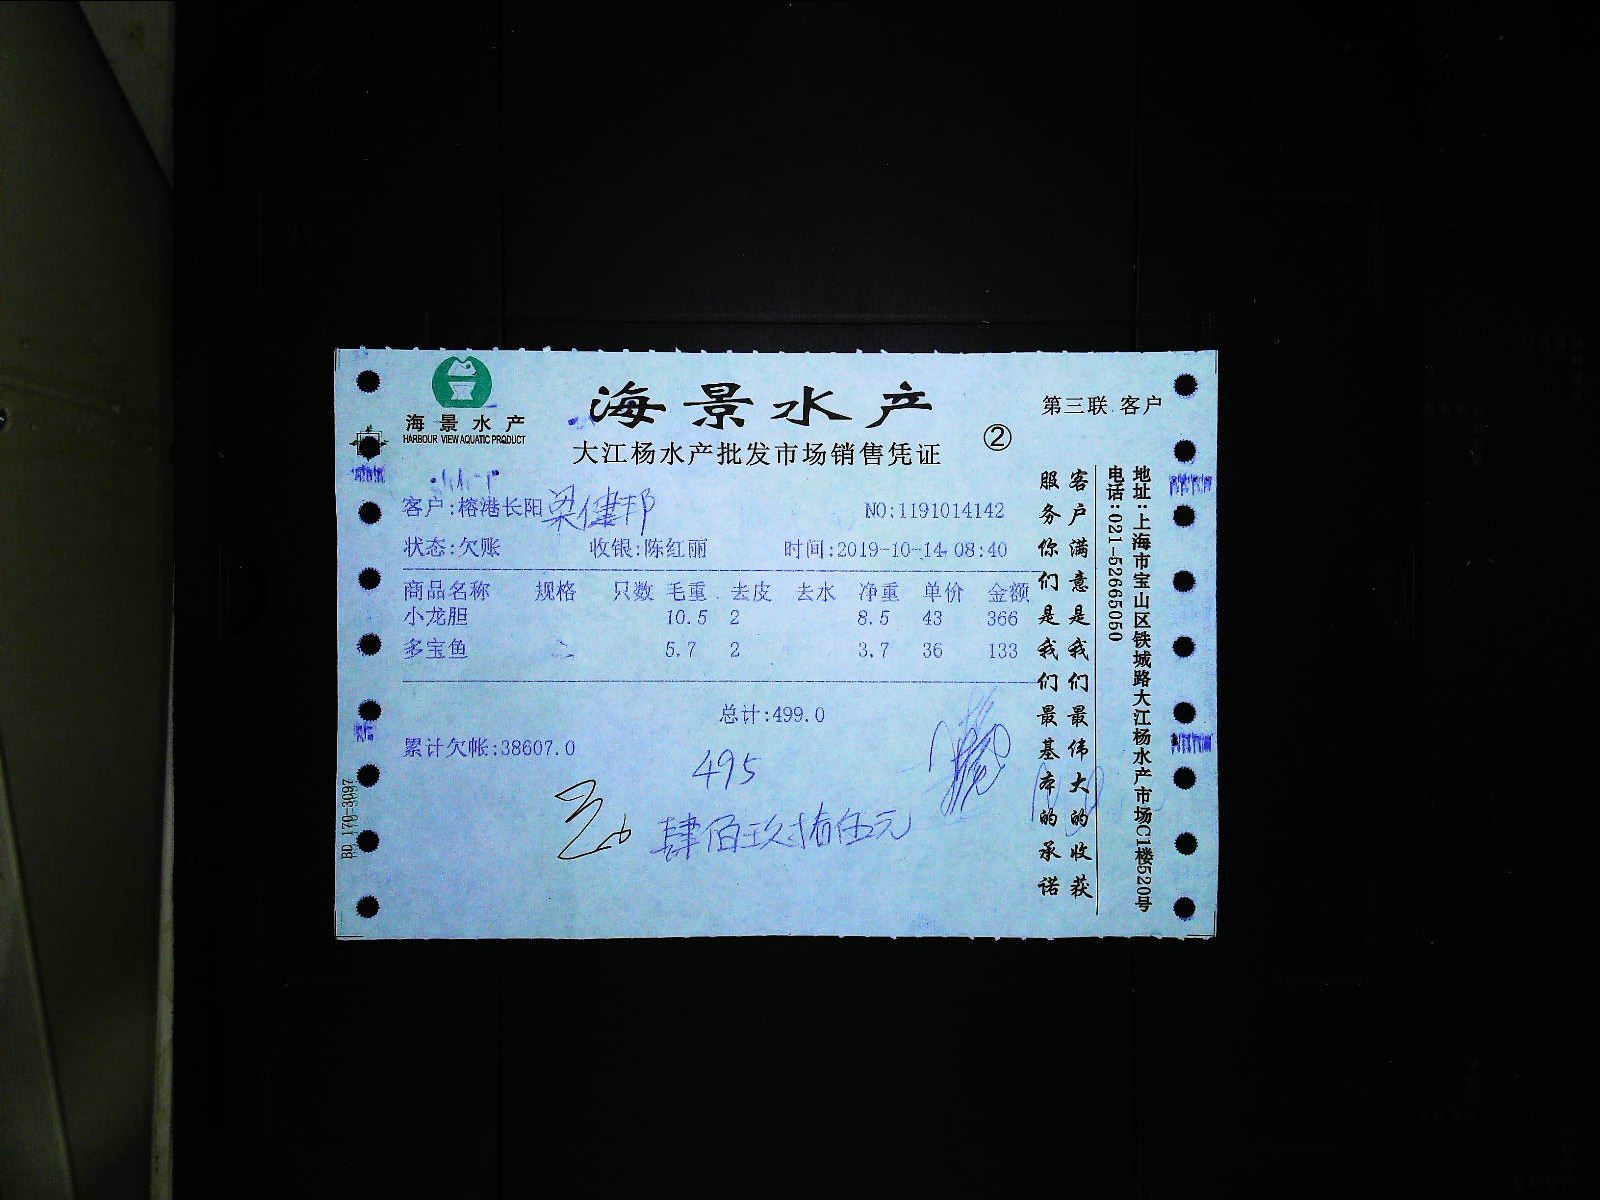 海景水产
HARBOUR VIEW AQUATIC PRODUCT
海景水产
大江杨水产批发市场销售凭证
②
第三联 客户
客户:榕港长阳 梁健邦
NO:1191014142
状态:欠账 收银:陈红丽 时间:2019-10-14 08:40
商品名称 规格 只数 毛重 去皮 去水 净重 单价 金额
小龙胆 10.5 2 8.5 43 366
多宝鱼 5.7 2 3.7 36 133
总计:499.0
累计欠帐:38607.0
495
肆佰玖拾伍元
客户满意是我们最伟大的收获
服务你们是我们最基本的承诺
地址:上海市宝山区铁城路大江杨水产市场C1楼520号
电话:021-52665050
BD 170-3097